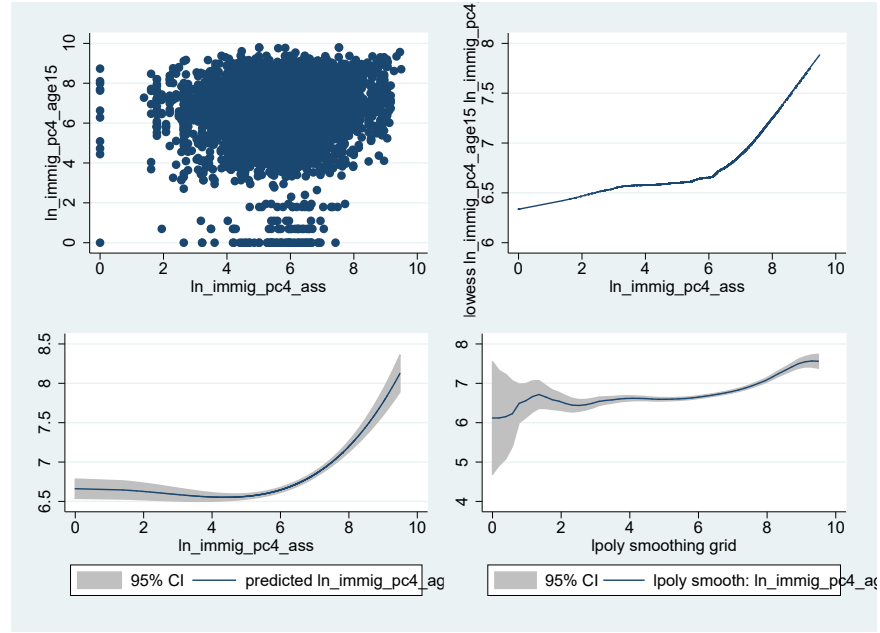 ln_immig_pc4_age15
10
8
6
4
2
0
0 2 4 6 8 10
ln_immig_pc4_ass
lowess ln_immig_pc4_age15 ln_immig_pc4
8
7.5
7
6.5
6
0 2 4 6 8 10
ln_immig_pc4_ass
8.5
8
7.5
7
6.5
0 2 4 6 8 10
ln_immig_pc4_ass
95% CI predicted ln_immig_pc4_ag
8
7
6
5
4
0 2 4 6 8 10
lpoly smoothing grid
95% CI lpoly smooth: ln_immig_pc4_ag